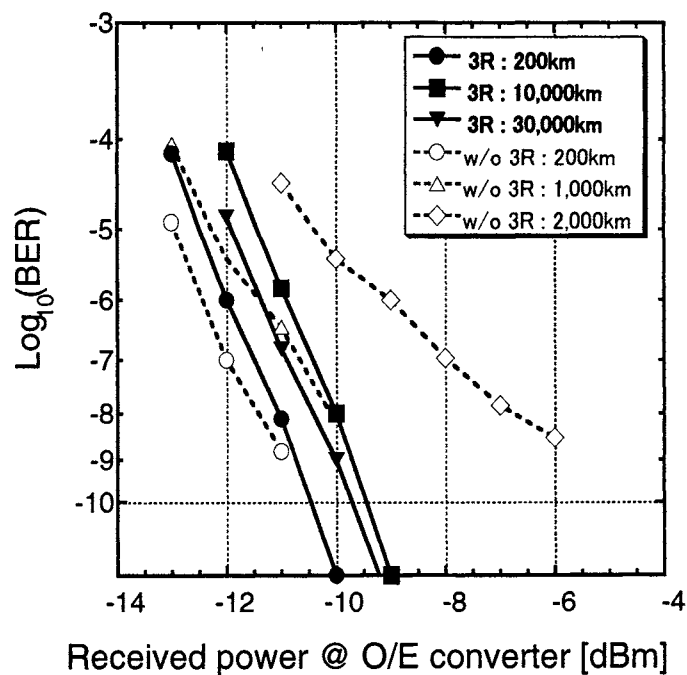 -3
-4
-5
-6
-7
-8
-9
-10
Log10(BER)
3R : 200km
3R : 10,000km
3R : 30,000km
w/o 3R : 200km
w/o 3R : 1,000km
w/o 3R : 2,000km
-14 -12 -10 -8 -6 -4
Received power @ O/E converter [dBm]